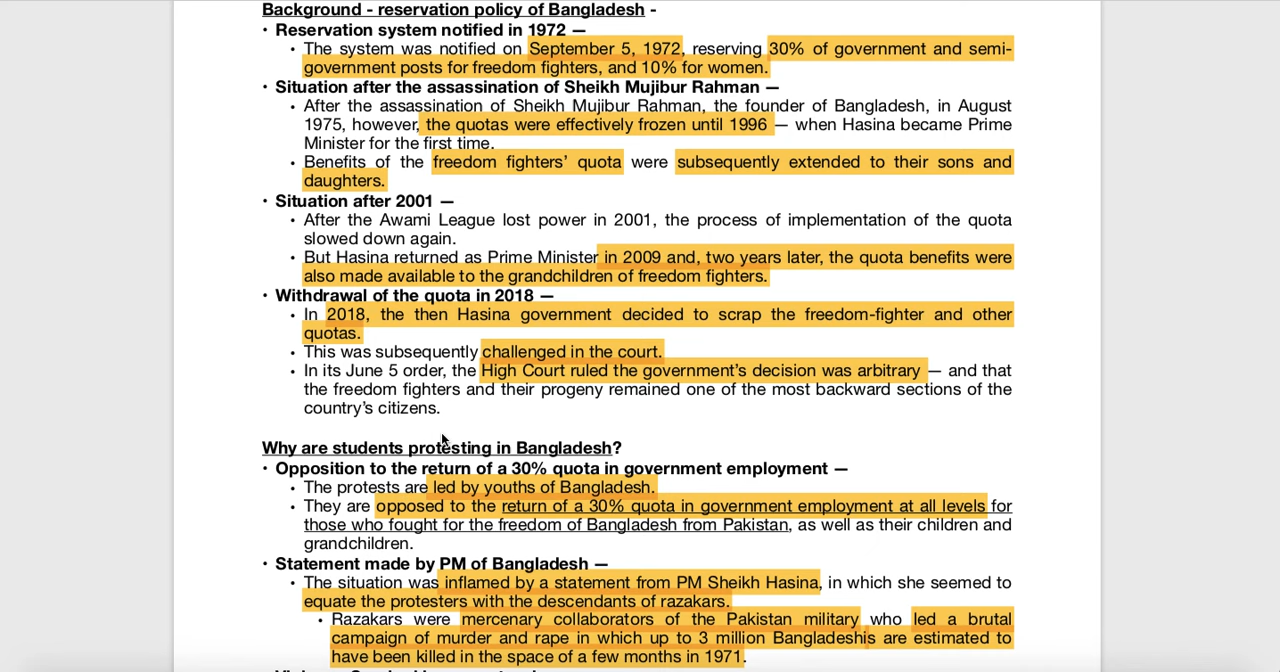 Background - reservation policy of Bangladesh -
• Reservation system notified in 1972 —
• The system was notified on September 5, 1972, reserving 30% of government and semi-
government posts for freedom fighters, and 10% for women.
• Situation after the assassination of Sheikh Mujibur Rahman —
• After the assassination of Sheikh Mujibur Rahman, the founder of Bangladesh, in August
1975, however, the quotas were effectively frozen until 1996 — when Hasina became Prime
Minister for the first time.
• Benefits of the freedom fighters’ quota were subsequently extended to their sons and
daughters.
• Situation after 2001 —
• After the Awami League lost power in 2001, the process of implementation of the quota
slowed down again.
• But Hasina returned as Prime Minister in 2009 and, two years later, the quota benefits were
also made available to the grandchildren of freedom fighters.
• Withdrawal of the quota in 2018 —
• In 2018, the then Hasina government decided to scrap the freedom-fighter and other
quotas.
• This was subsequently challenged in the court.
• In its June 5 order, the High Court ruled the government’s decision was arbitrary — and that
the freedom fighters and their progeny remained one of the most backward sections of the
country’s citizens.
Why are students protesting in Bangladesh?
• Opposition to the return of a 30% quota in government employment —
• The protests are led by youths of Bangladesh.
• They are opposed to the return of a 30% quota in government employment at all levels for
those who fought for the freedom of Bangladesh from Pakistan, as well as their children and
grandchildren.
• Statement made by PM of Bangladesh —
• The situation was inflamed by a statement from PM Sheikh Hasina, in which she seemed to
equate the protesters with the descendants of razakars.
• Razakars were mercenary collaborators of the Pakistan military who led a brutal
campaign of murder and rape in which up to 3 million Bangladeshis are estimated to
have been killed in the space of a few months in 1971.